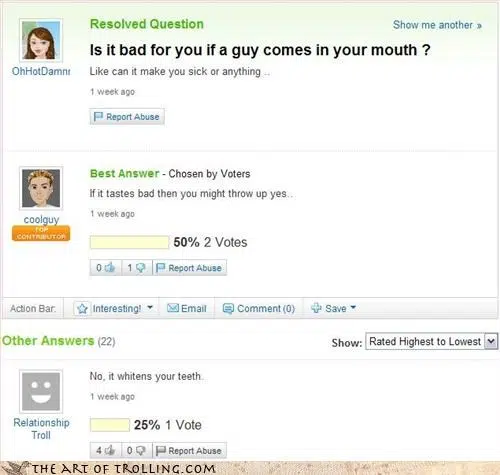 Resolved Question
Show me another »
Is it bad for you if a guy comes in your mouth ?
OhHotDamnr
Like can it make you sick or anything ..
1 week ago
Report Abuse
Best Answer - Chosen by Voters
If it tastes bad then you might throw up yes..
coolguy
TOP CONTRIBUTOR
1 week ago
50% 2 Votes
0 1 Report Abuse
Action Bar: Interesting! Email Comment (0) Save
Other Answers (22)
Show: Rated Highest to Lowest
No, it whitens your teeth.
1 week ago
Relationship
Troll
25% 1 Vote
4 0 Report Abuse
THE ART OF TROLLING.COM